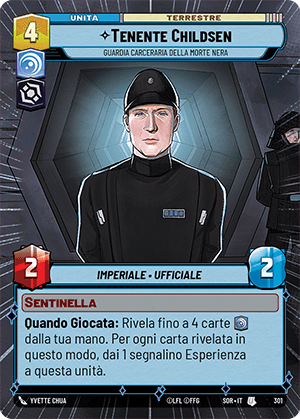 UNITÀ TERRESTRE
4
TENENTE CHILDSEN
GUARDIA CARCERARIA DELLA MORTE NERA
2
2
IMPERIALE • UFFICIALE
SENTINELLA
Quando Giocata: Rivela fino a 4 carte
dalla tua mano. Per ogni carta rivelata in
questo modo, dai 1 segnalino Esperienza
a questa unità.
YVETTE CHUA
©LFL ©FFG
SOR • IT
301